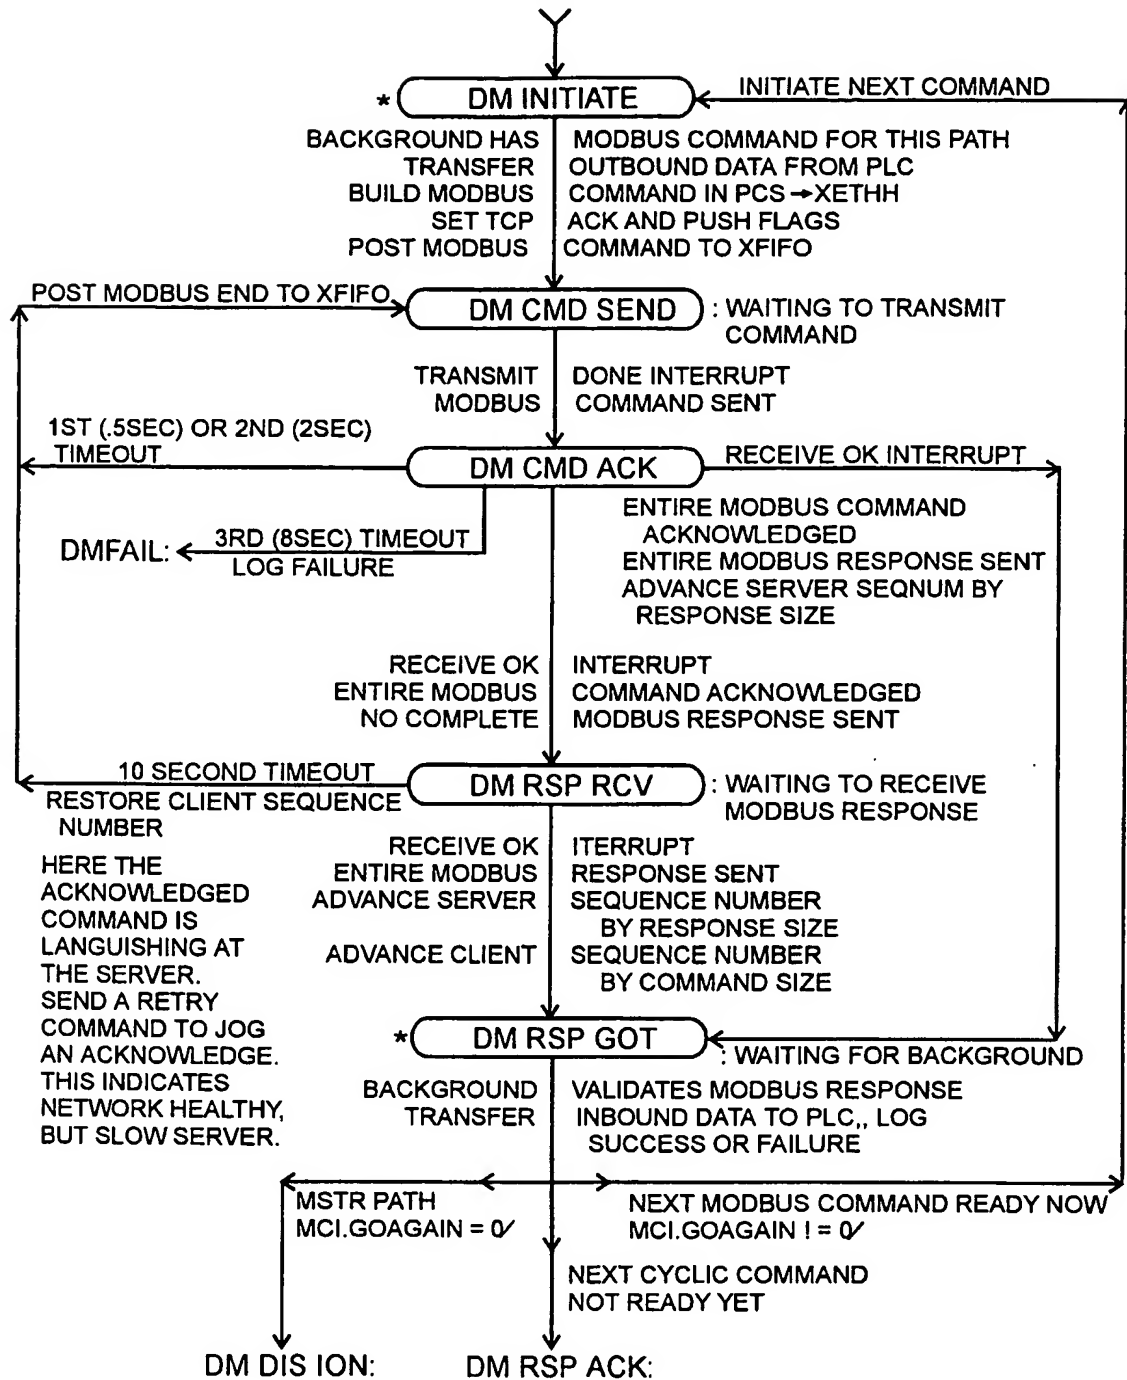 * DM INITIATE
INITIATE NEXT COMMAND
BACKGROUND HAS MODBUS COMMAND FOR THIS PATH
TRANSFER OUTBOUND DATA FROM PLC
BUILD MODBUS COMMAND IN PCS → XETHH
SET TCP ACK AND PUSH FLAGS
POST MODBUS COMMAND TO XFIFO
POST MODBUS END TO XFIFO
DM CMD SEND : WAITING TO TRANSMIT
COMMAND
TRANSMIT DONE INTERRUPT
MODBUS COMMAND SENT
1ST (.5SEC) OR 2ND (2SEC)
TIMEOUT
DM CMD ACK
RECEIVE OK INTERRUPT
ENTIRE MODBUS COMMAND
ACKNOWLEDGED
ENTIRE MODBUS RESPONSE SENT
ADVANCE SERVER SEQNUM BY
RESPONSE SIZE
DMFAIL: 3RD (8SEC) TIMEOUT
LOG FAILURE
RECEIVE OK INTERRUPT
ENTIRE MODBUS COMMAND ACKNOWLEDGED
NO COMPLETE MODBUS RESPONSE SENT
10 SECOND TIMEOUT
RESTORE CLIENT SEQUENCE
NUMBER
DM RSP RCV : WAITING TO RECEIVE
MODBUS RESPONSE
HERE THE
ACKNOWLEDGED
COMMAND IS
LANGUISHING AT
THE SERVER.
SEND A RETRY
COMMAND TO JOG
AN ACKNOWLEDGE.
THIS INDICATES
NETWORK HEALTHY,
BUT SLOW SERVER.
RECEIVE OK ITERRUPT
ENTIRE MODBUS RESPONSE SENT
ADVANCE SERVER SEQUENCE NUMBER
BY RESPONSE SIZE
ADVANCE CLIENT SEQUENCE NUMBER
BY COMMAND SIZE
* DM RSP GOT : WAITING FOR BACKGROUND
BACKGROUND VALIDATES MODBUS RESPONSE
TRANSFER INBOUND DATA TO PLC,, LOG
SUCCESS OR FAILURE
MSTR PATH
MCI.GOAGAIN = 0̸
NEXT MODBUS COMMAND READY NOW
MCI.GOAGAIN ! = 0̸
NEXT CYCLIC COMMAND
NOT READY YET
DM DIS ION: DM RSP ACK: